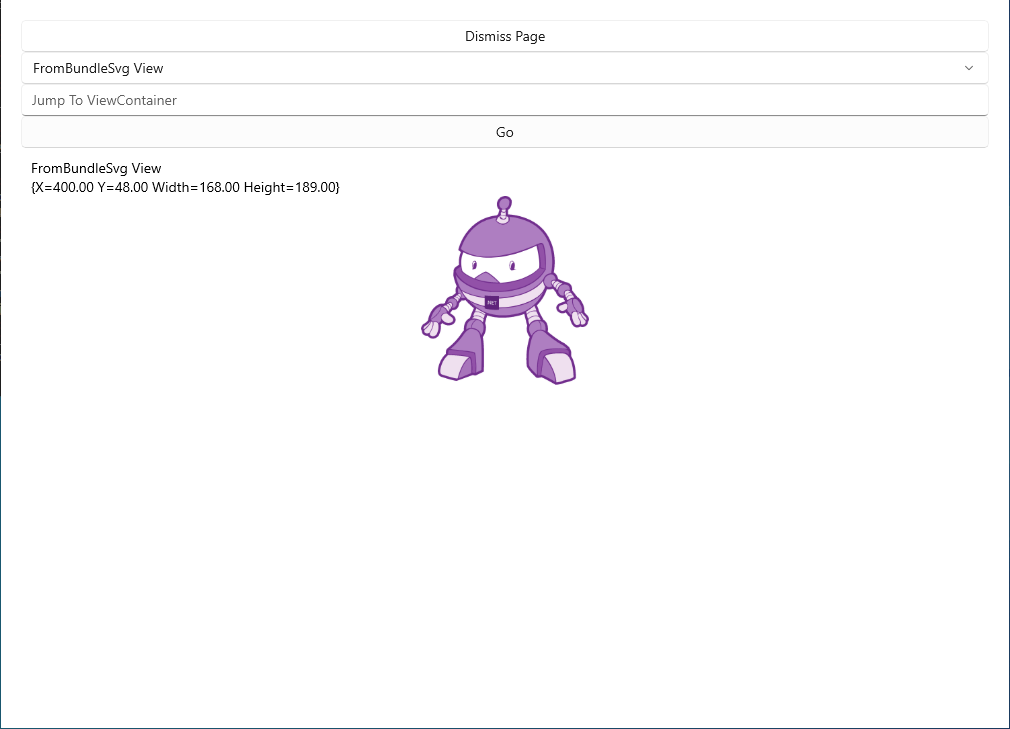 Dismiss Page
FromBundleSvg View
Jump To ViewContainer
Go
FromBundleSvg View
{X=400.00 Y=48.00 Width=168.00 Height=189.00}
.NET